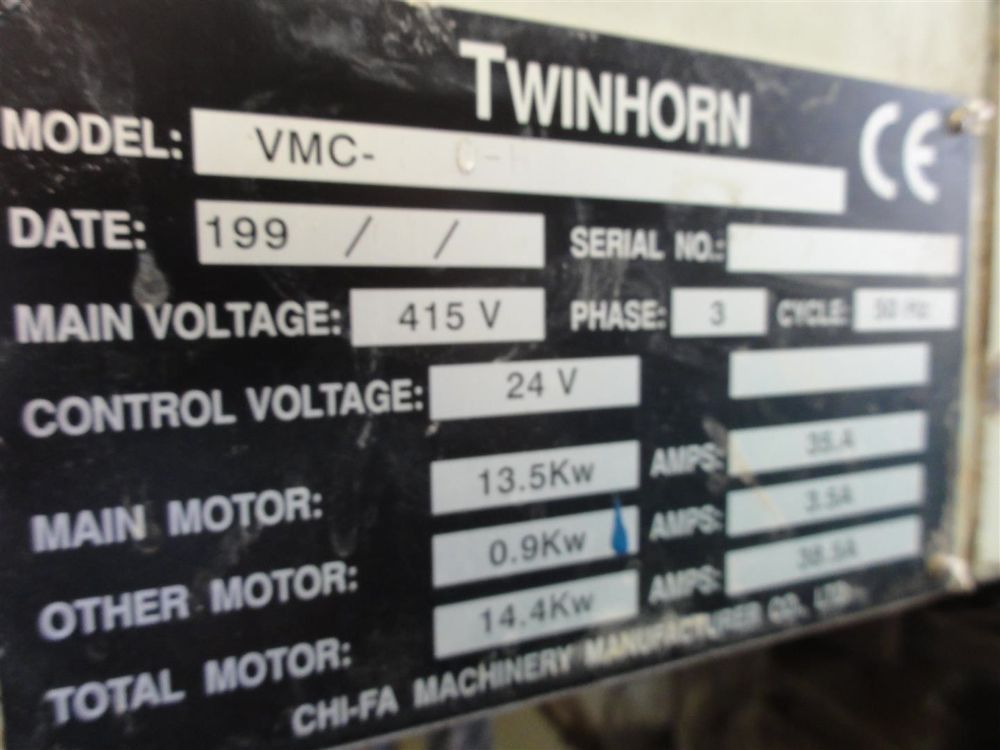 TWINHORN
CE
MODEL: VMC- -H
DATE: 199 / / SERIAL NO.:
MAIN VOLTAGE: 415 V PHASE: 3 CYCLE: 50 Hz
CONTROL VOLTAGE: 24 V
MAIN MOTOR: 13.5Kw AMPS: 35.A
OTHER MOTOR: 0.9Kw AMPS: 3.5A
TOTAL MOTOR: 14.4Kw AMPS: 38.5A
CHI-FA MACHINERY MANUFACTURER CO., LTD.